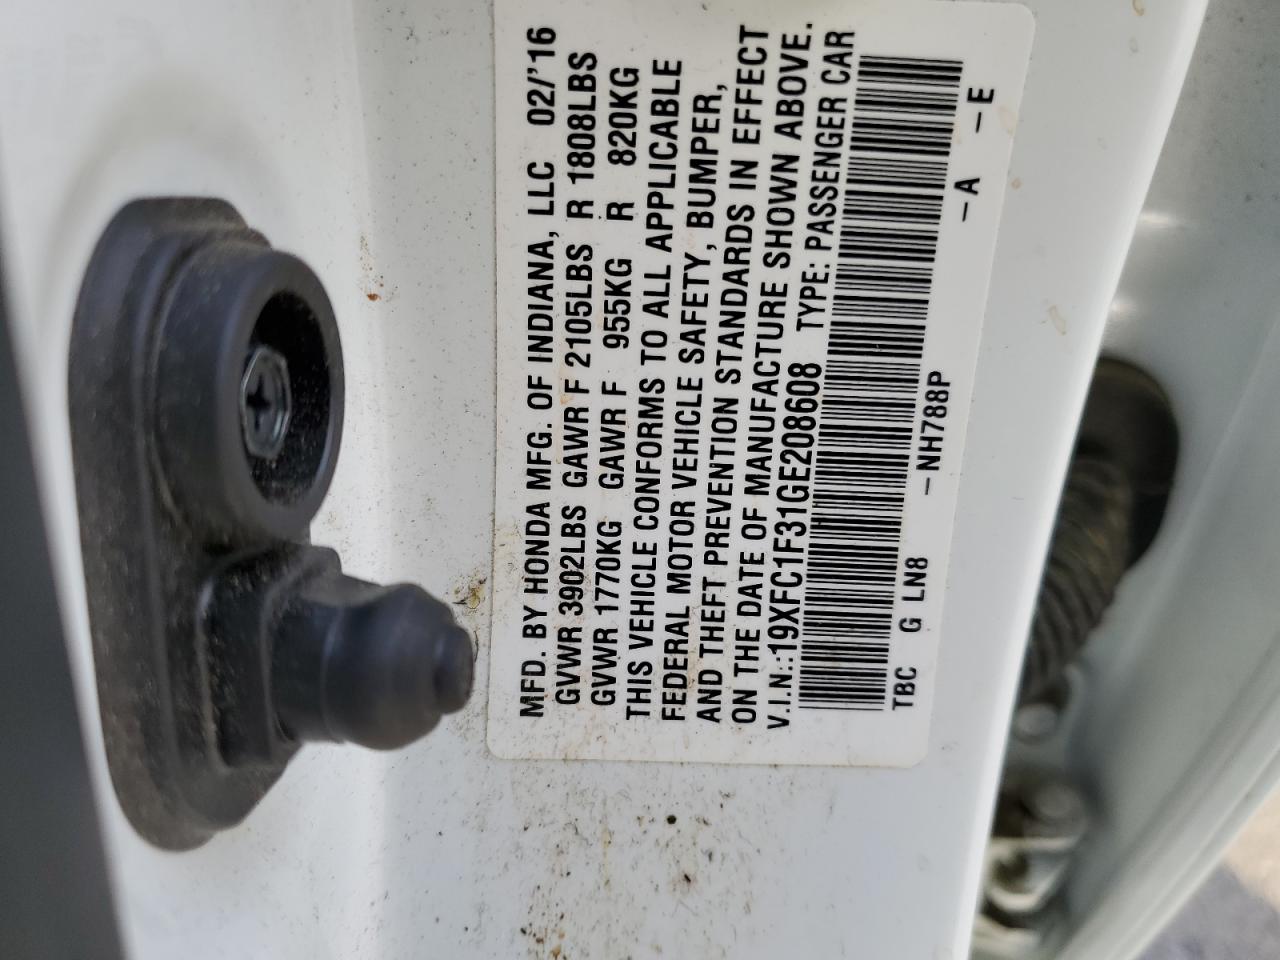 MFD. BY HONDA MFG. OF INDIANA, LLC 02/'16
GVWR 3902LBS GAWR F 2105LBS R 1808LBS
GVWR 1770KG GAWR F 955KG R 820KG
THIS VEHICLE CONFORMS TO ALL APPLICABLE
FEDERAL MOTOR VEHICLE SAFETY, BUMPER,
AND THEFT PREVENTION STANDARDS IN EFFECT
ON THE DATE OF MANUFACTURE SHOWN ABOVE.
V.I.N.:19XFC1F31GE208608 TYPE: PASSENGER CAR
TBC G LN8 -NH788P -A -E